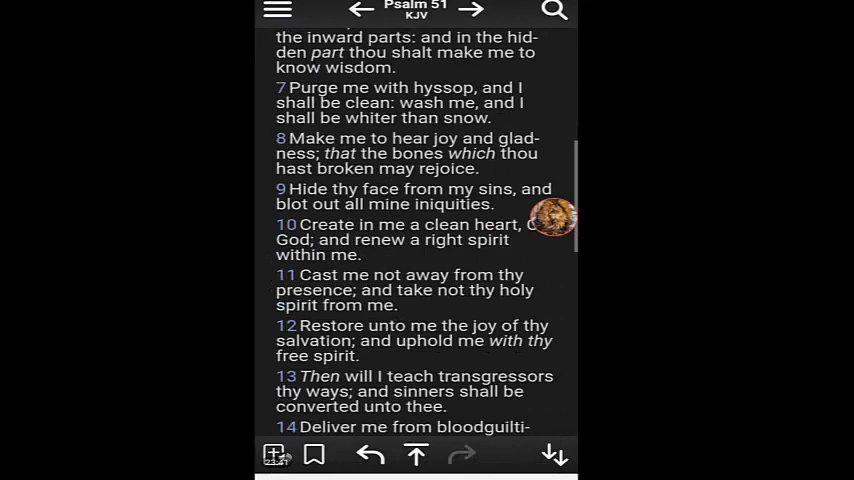 Psalm 51
KJV
the inward parts: and in the hid-
den part thou shalt make me to
know wisdom.
7 Purge me with hyssop, and I
shall be clean: wash me, and I
shall be whiter than snow.
8 Make me to hear joy and glad-
ness; that the bones which thou
hast broken may rejoice.
9 Hide thy face from my sins, and
blot out all mine iniquities.
10 Create in me a clean heart,
God; and renew a right spirit
within me.
11 Cast me not away from thy
presence; and take not thy holy
spirit from me.
12 Restore unto me the joy of thy
salvation; and uphold me with thy
free spirit.
13 Then will I teach transgressors
thy ways; and sinners shall be
converted unto thee.
14 Deliver me from bloodguilti-
23:41